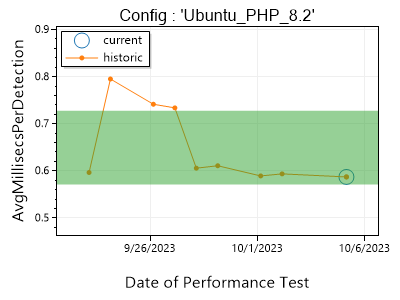 Config : 'Ubuntu_PHP_8.2'
current
historic
AvgMillisecsPerDetection
0.9
0.8
0.7
0.6
0.5
9/26/2023
10/1/2023
10/6/2023
Date of Performance Test